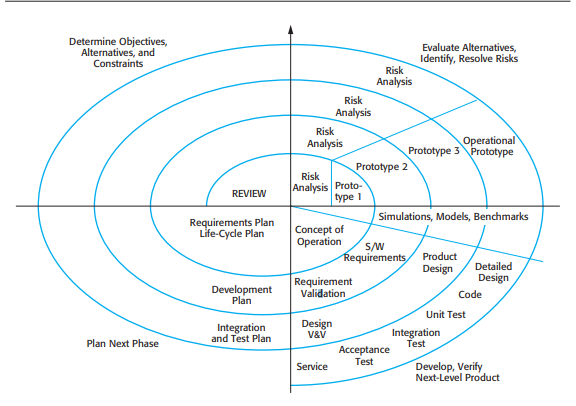 Determine Objectives,
Alternatives, and
Constraints
Evaluate Alternatives,
Identify, Resolve Risks
Risk
Analysis
Risk
Analysis
Risk
Analysis
Risk
Analysis
Operational
Prototype
Prototype 3
Prototype 2
Proto-
type 1
REVIEW
Requirements Plan
Life-Cycle Plan
Simulations, Models, Benchmarks
Concept of
Operation
S/W
Requirements
Product
Design
Detailed
Design
Development
Plan
Requirement
Validation
Code
Unit Test
Integration
and Test Plan
Design
V&V
Integration
Test
Plan Next Phase
Acceptance
Test
Service
Develop, Verify
Next-Level Product